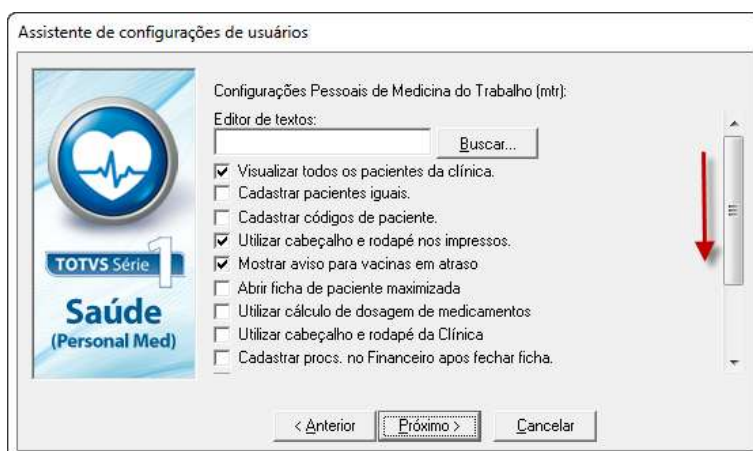 Assistente de configurações de usuários
Configurações Pessoais de Medicina do Trabalho (mtr):
Editor de textos:
Buscar...
Visualizar todos os pacientes da clínica.
Cadastrar pacientes iguais.
Cadastrar códigos de paciente.
Utilizar cabeçalho e rodapé nos impressos.
Mostrar aviso para vacinas em atraso
Abrir ficha de paciente maximizada
Utilizar cálculo de dosagem de medicamentos
Utilizar cabeçalho e rodapé da Clínica
Cadastrar procs. no Financeiro apos fechar ficha.
TOTVS Série 1
Saúde
(Personal Med)
< Anterior
Próximo >
Cancelar